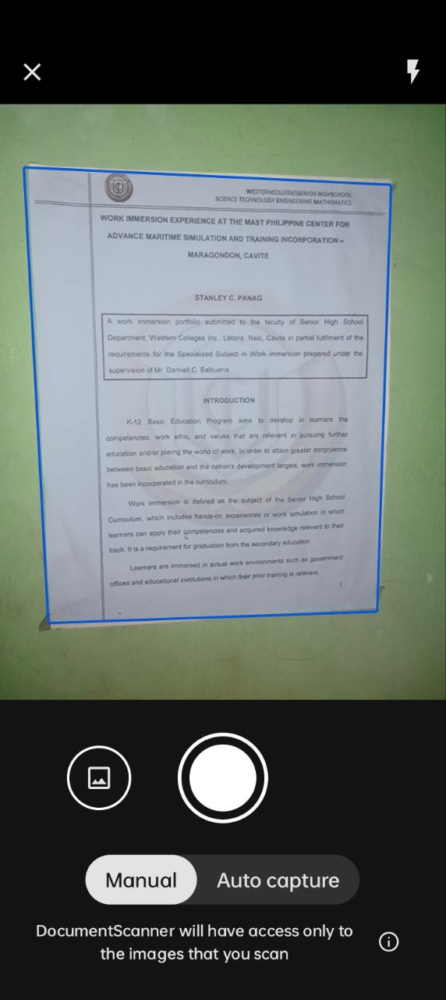 WESTERNCOLLEGESSENIOR HIGHSCHOOL
SCIENCE TECHNOLOGY ENGINEERING MATHEMATICS
WORK IMMERSION EXPERIENCE AT THE MAST PHILIPPINE CENTER FOR
ADVANCE MARITIME SIMULATION AND TRAINING INCORPORATION –
MARAGONDON, CAVITE
STANLEY C. PANAG
A work immersion portfolio submitted to the faculty of Senior High School
Department, Western Colleges Inc., Latoria, Naic, Cavite in partial fulfilment of the
requirements for the Specialized Subject in Work Immersion prepared under the
supervision of Mr. Darniell C. Balbuena
INTRODUCTION
K-12 Basic Education Program aims to develop in learners the
competencies, work ethic, and values that are relevant in pursuing further
education and/or joining the world of work. In order to attain greater congruence
between basic education and the nation's development targets, work immersion
has been incorporated in the curriculum.
Work Immersion is defined as the subject of the Senior High School
Curriculum, which includes hands-on experiences or work simulation in which
learners can apply their competencies and acquired knowledge relevant to their
track. It is a requirement for graduation from the secondary education.
Learners are immersed in actual work environments such as government
offices and educational institutions in which their prior training is relevant.
1
Manual
Auto capture
DocumentScanner will have access only to
the images that you scan